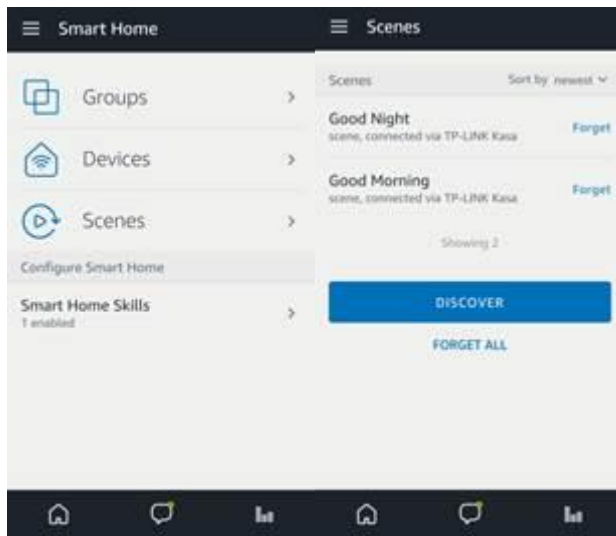 Smart Home
Groups
Devices
Scenes
Configure Smart Home
Smart Home Skills
1 enabled
Scenes
Scenes
Sort by newest
Good Night
scene, connected via TP-LINK Kasa
Forget
Good Morning
scene, connected via TP-LINK Kasa
Forget
Showing 2
DISCOVER
FORGET ALL